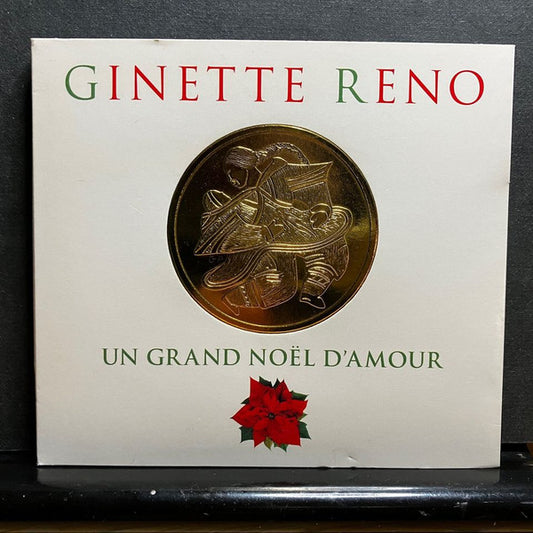 GINETTE RENO
UN GRAND NOËL D'AMOUR